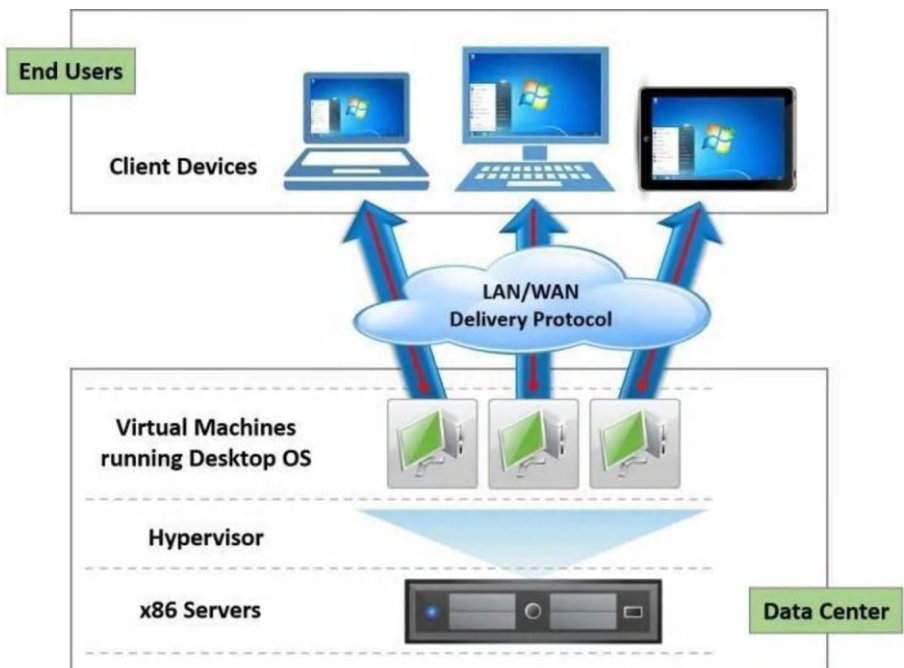 End Users
Client Devices
LAN/WAN
Delivery Protocol
Virtual Machines
running Desktop OS
Hypervisor
x86 Servers
Data Center